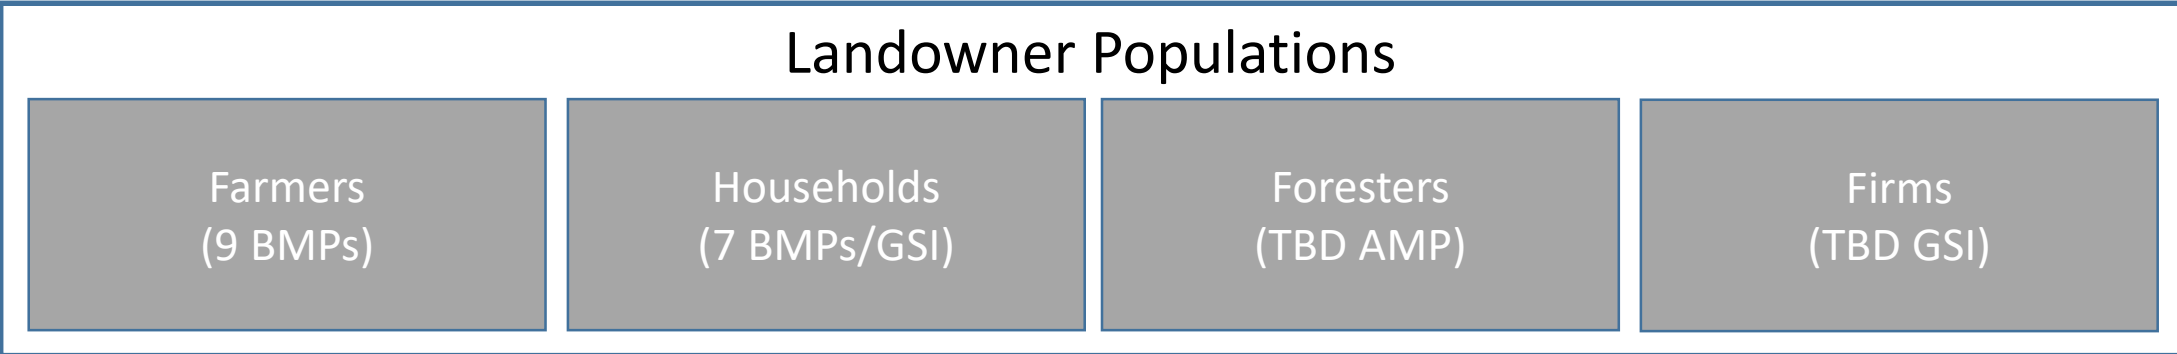 Landowner Populations
Farmers
(9 BMPs)
Households
(7 BMPs/GSI)
Foresters
(TBD AMP)
Firms
(TBD GSI)